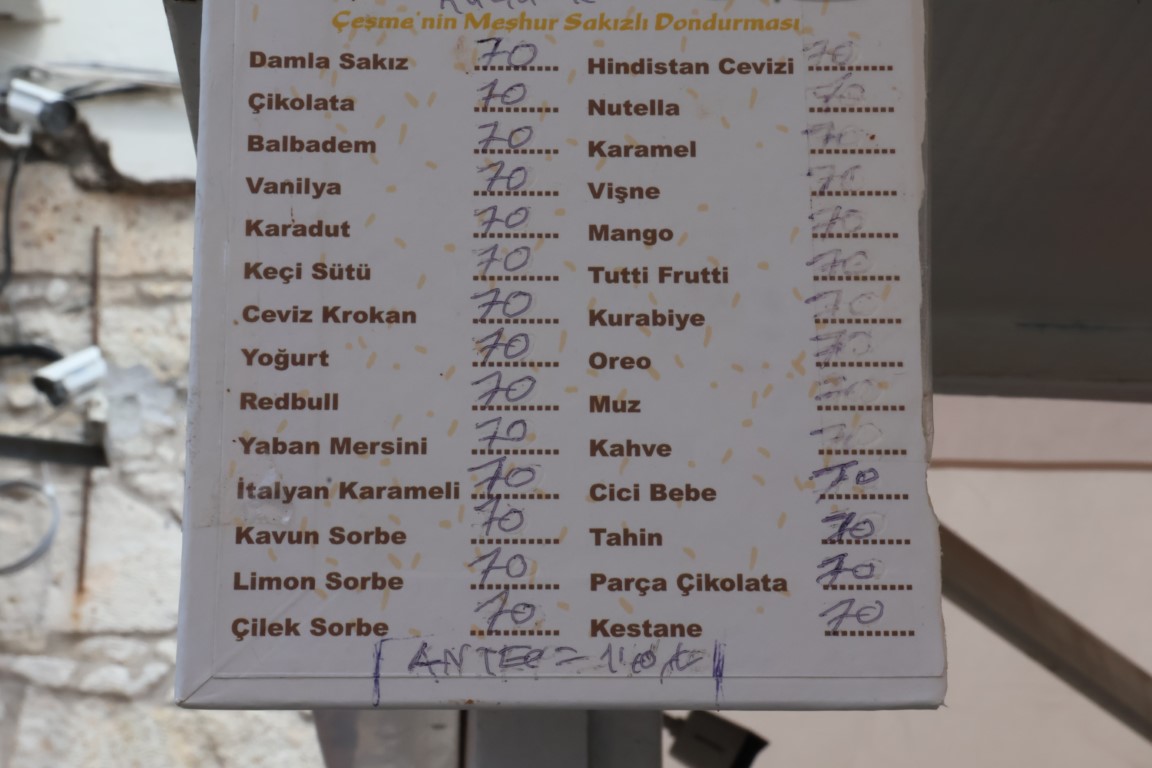 Çeşme'nin Meşhur Sakızlı Dondurması
Damla Sakız 70
Çikolata 70
Balbadem 70
Vanilya 70
Karadut 70
Keçi Sütü 70
Ceviz Krokan 70
Yoğurt 70
Redbull 70
Yaban Mersini 70
İtalyan Karameli 70
Kavun Sorbe 70
Limon Sorbe 70
Çilek Sorbe 70
Hindistan Cevizi 70
Nutella 70
Karamel 70
Vişne 70
Mango 70
Tutti Frutti 70
Kurabiye 70
Oreo 70
Muz 70
Kahve 70
Cici Bebe 70
Tahin 70
Parça Çikolata 70
Kestane 70
ANTEP =